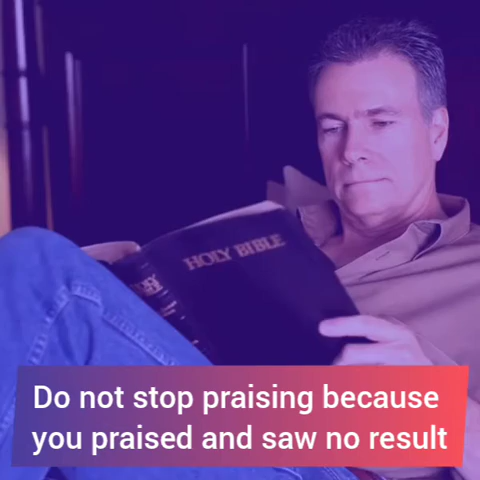 HOLY BIBLE
Do not stop praising because
you praised and saw no result